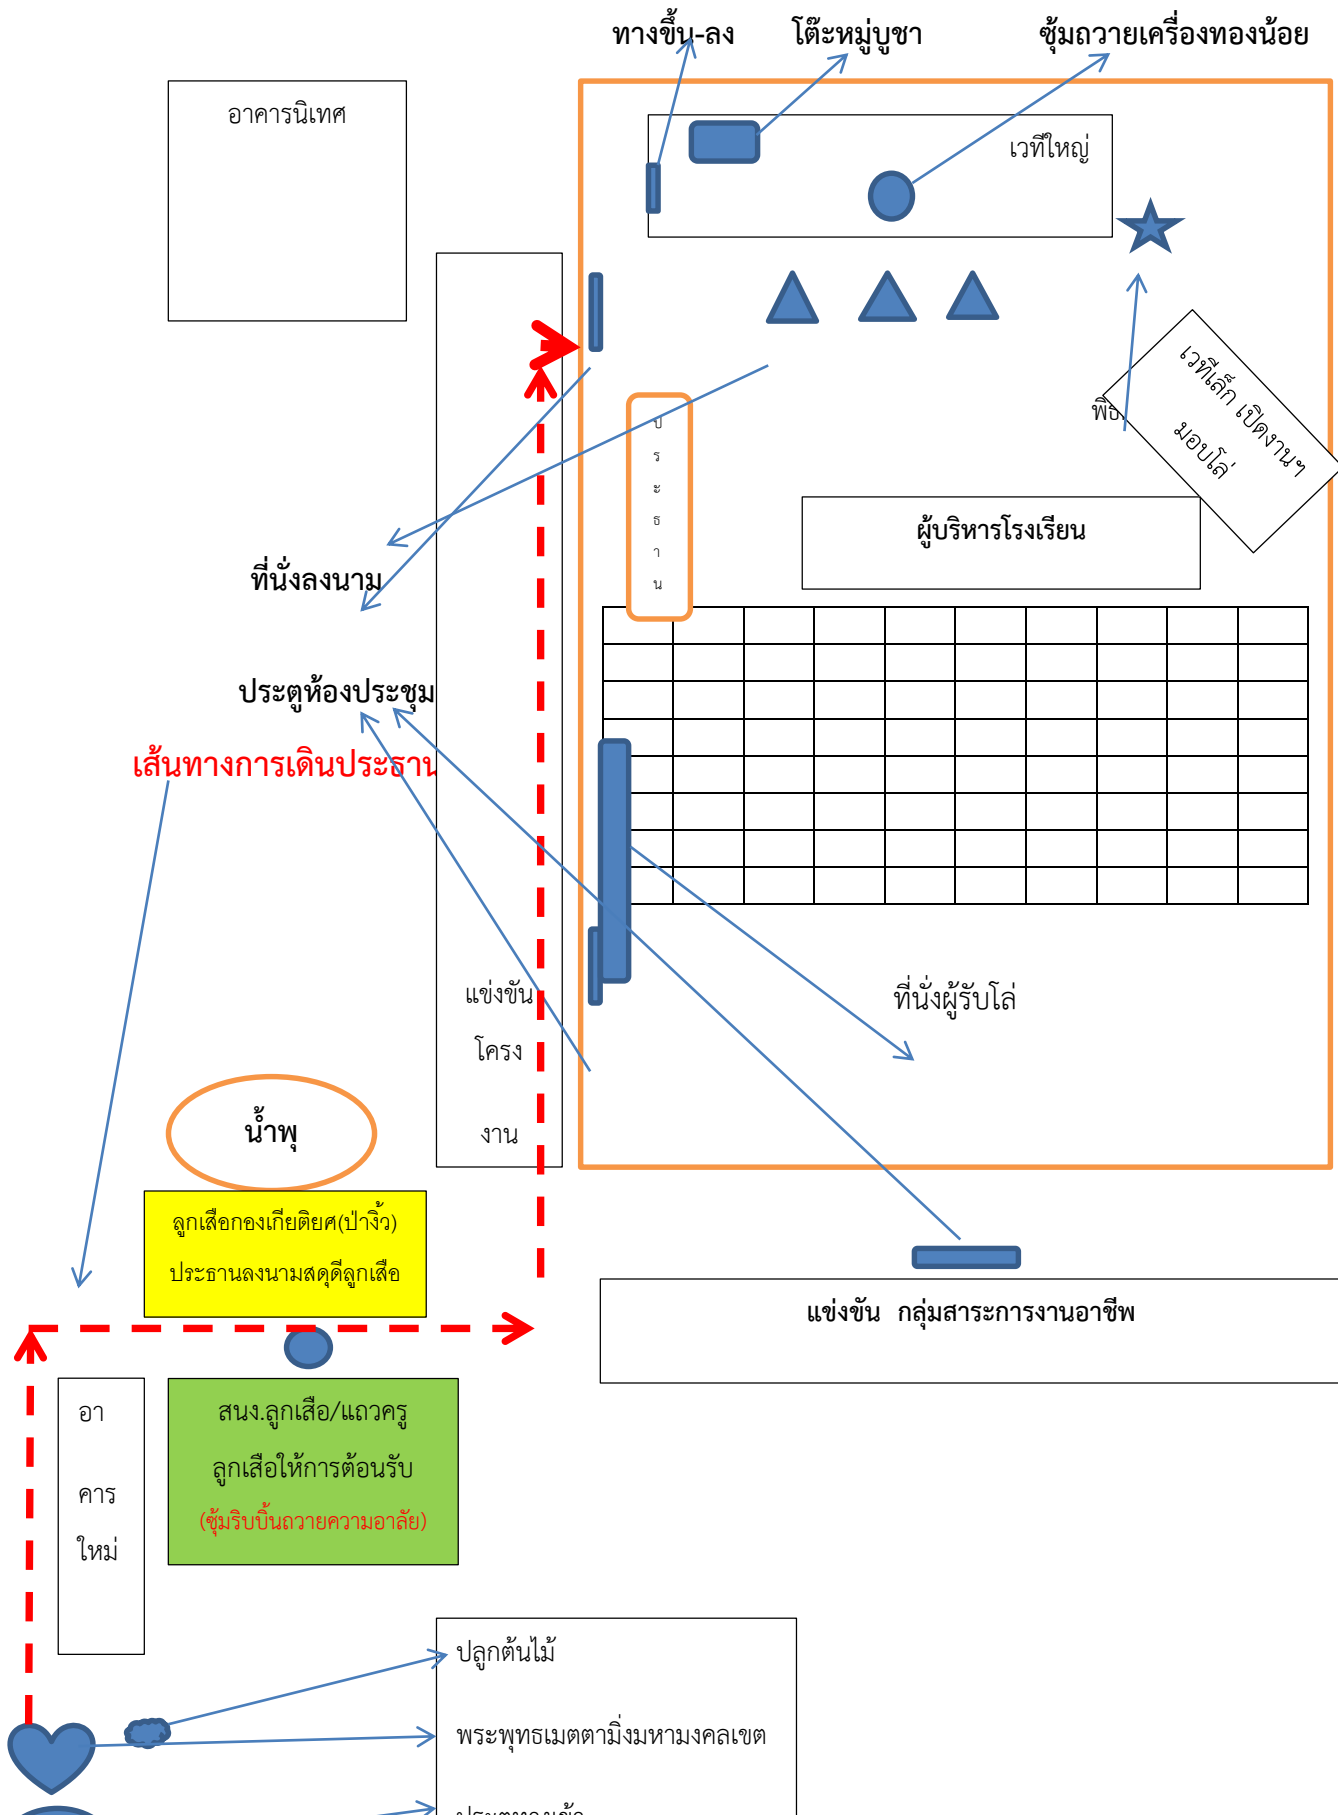 ทางขึ้น-ลง
โต๊ะหมู่บูชา
ซุ้มถวายเครื่องทองน้อย
อาคารนิเทศ
เวทีใหญ่
เวทีเล็ก เปิดงานฯ
มอบโล่
ประธาน
ผู้บริหารโรงเรียน
ที่นั่งลงนาม
ประตูห้องประชุม
เส้นทางการเดินประธาน
แข่งขัน
โครง
งาน
ที่นั่งผู้รับโล่
น้ำพุ
ลูกเสือกองเกียติยศ(ป่างิ้ว)
ประธานลงนามสดุดีลูกเสือ
แข่งขัน กลุ่มสาระการงานอาชีพ
อา
คาร
ใหม่
สนง.ลูกเสือ/แถวครู
ลูกเสือให้การต้อนรับ
(ซุ้มริบบิ้นถวายความอาลัย)
ปลูกต้นไม้
พระพุทธเมตตามิ่งมหามงคลเขต